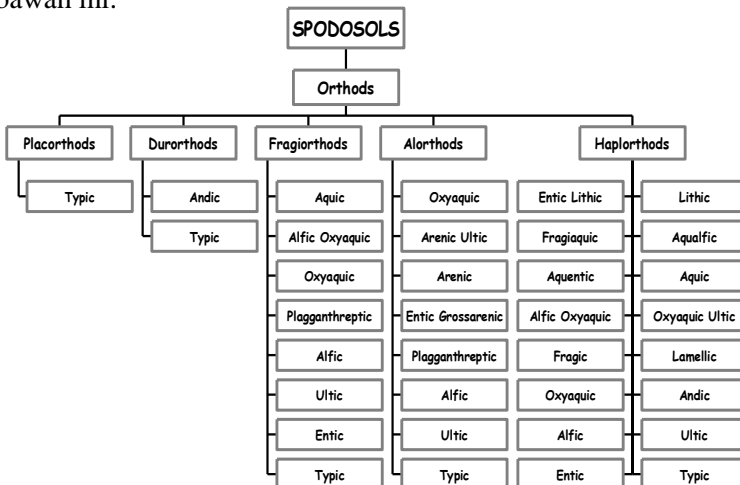 bawah ini.
SPODOSOLS
Orthods
Placorthods Durorthods Fragiorthods Alorthods Haplorthods
Typic Andic Aquic Oxyaquic Entic Lithic Lithic
Typic Alfic Oxyaquic Arenic Ultic Fragiaquic Aqualfic
Oxyaquic Arenic Aquentic Aquic
Plagganthreptic Entic Grossarenic Alfic Oxyaquic Oxyaquic Ultic
Alfic Plagganthreptic Fragic Lamellic
Ultic Alfic Oxyaquic Andic
Entic Ultic Alfic Ultic
Typic Typic Entic Typic